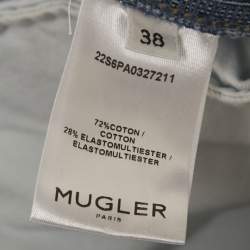 38
22S6PA0327211
72%COTON /
COTTON
28% ELASTOMULTIESTER /
ELASTOMULTIESTER
MUGLER
PARIS